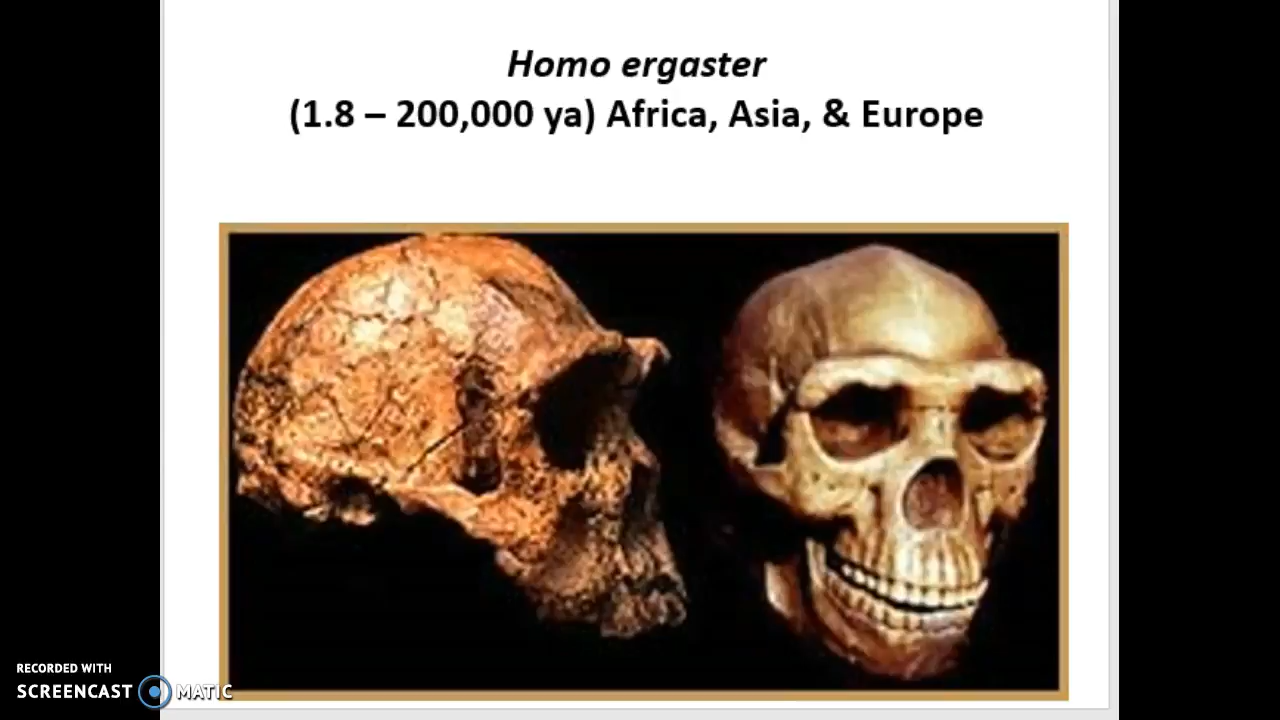 Homo ergaster
(1.8 – 200,000 ya) Africa, Asia, & Europe
RECORDED WITH
SCREENCAST MATIC